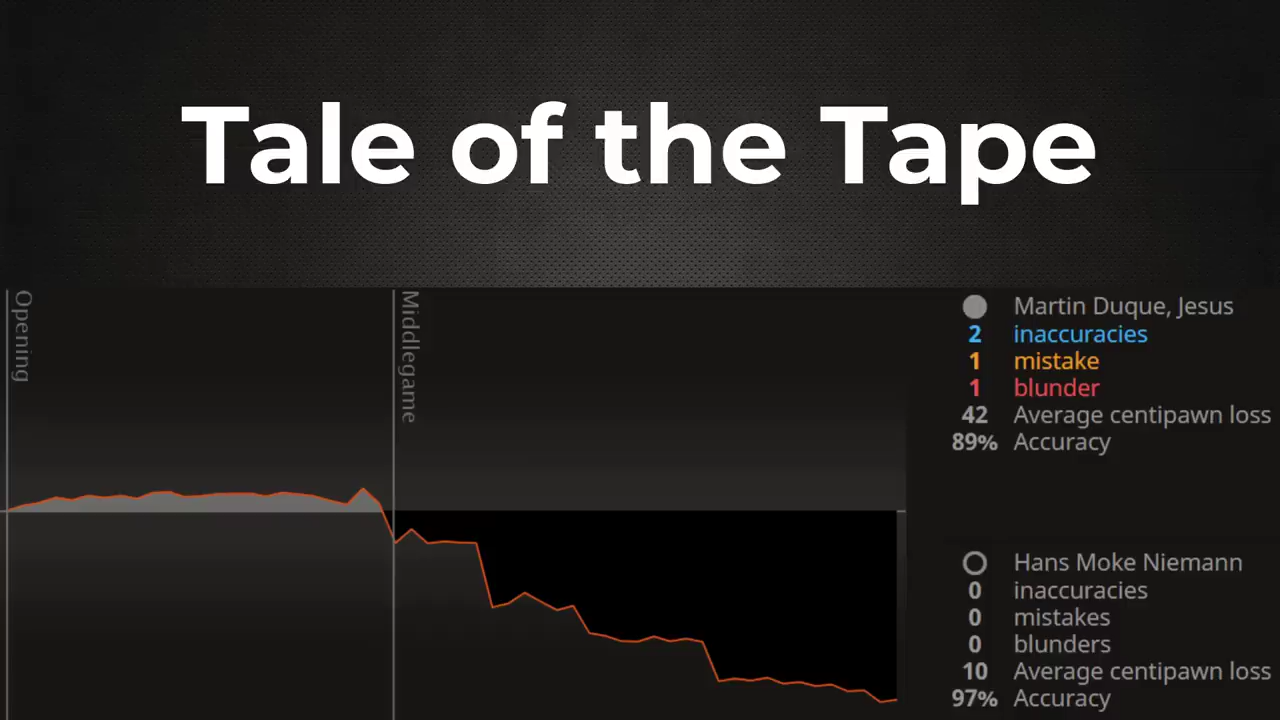 Tale of the Tape
Opening
Middlegame
Martin Duque, Jesus
2 inaccuracies
1 mistake
1 blunder
42 Average centipawn loss
89% Accuracy
Hans Moke Niemann
0 inaccuracies
0 mistakes
0 blunders
10 Average centipawn loss
97% Accuracy